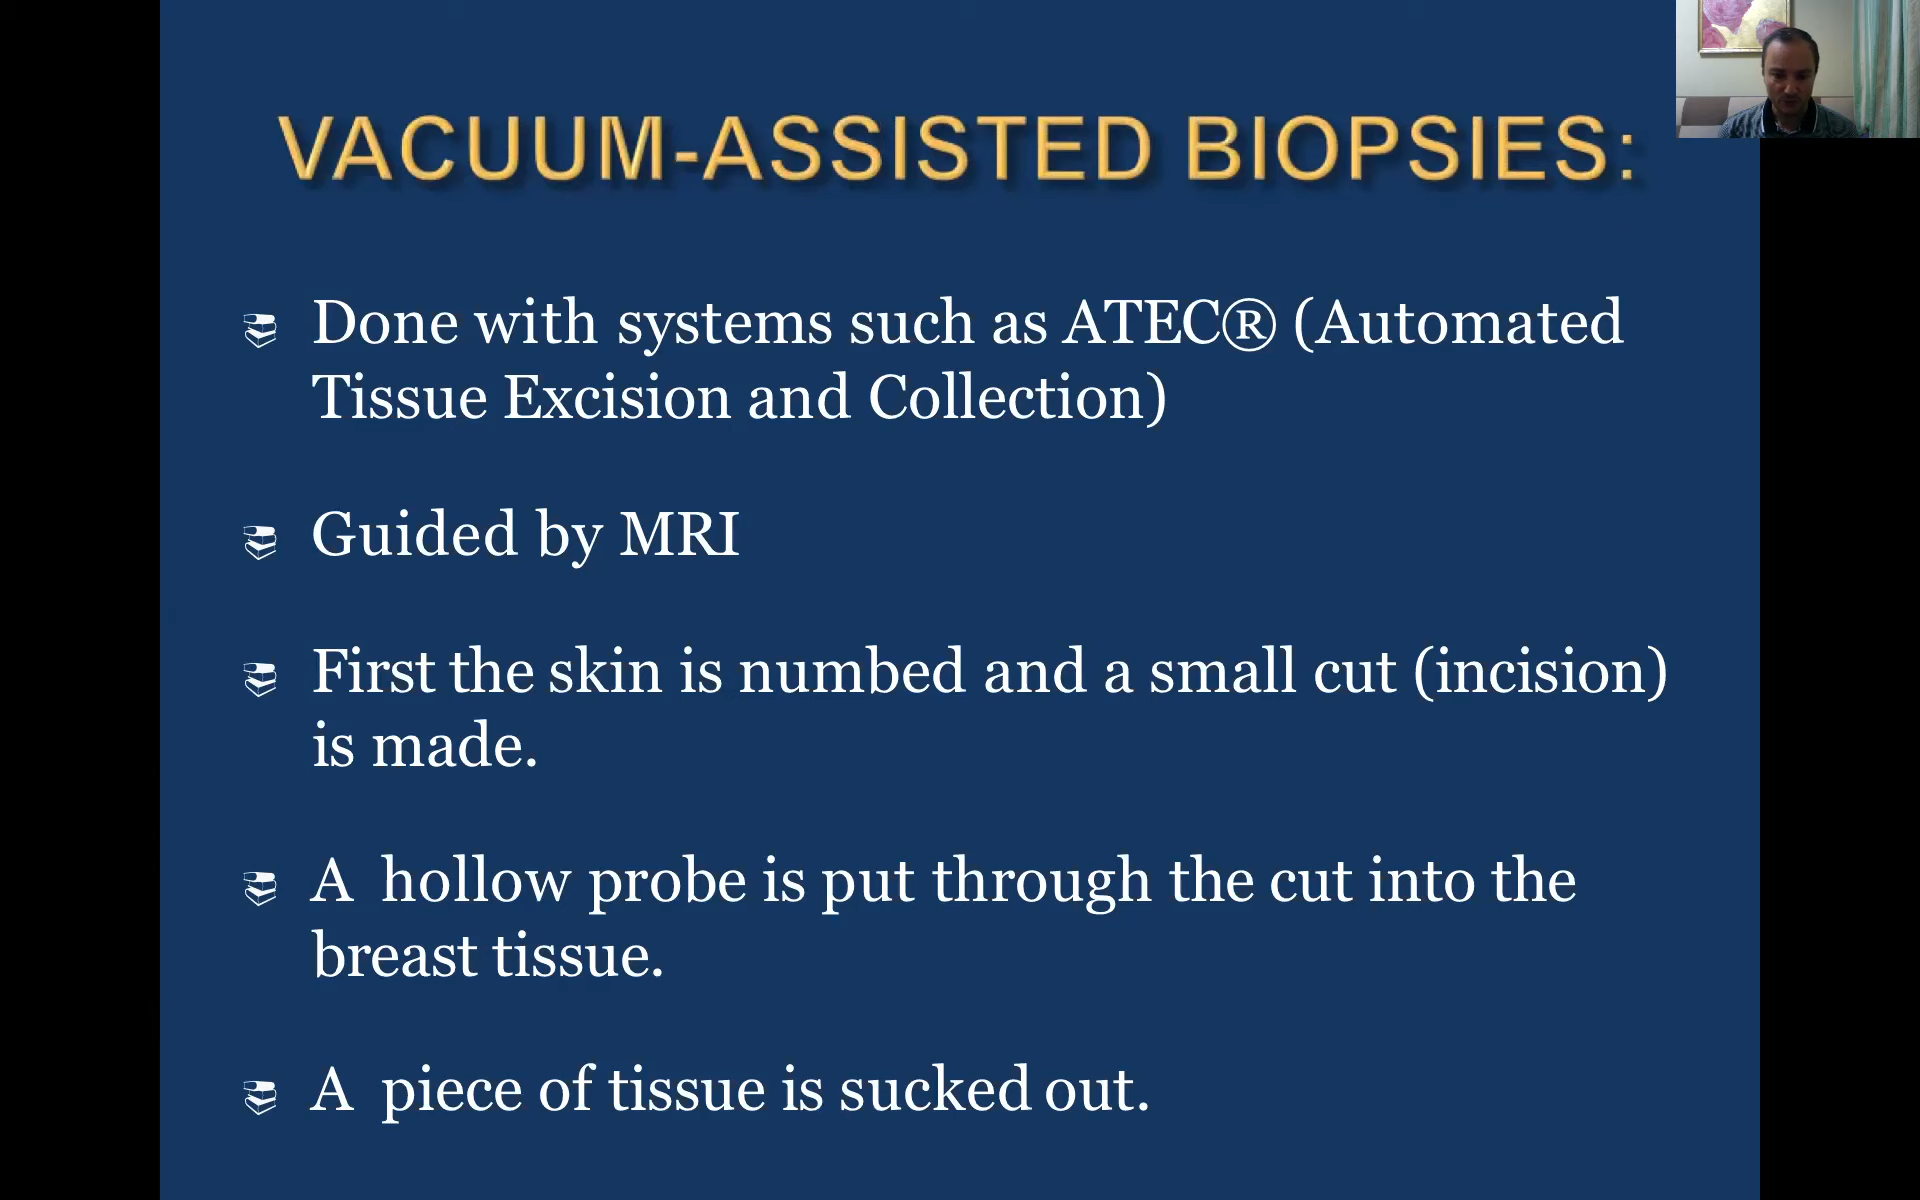 VACUUM-ASSISTED BIOPSIES:
Done with systems such as ATEC® (Automated
Tissue Excision and Collection)
Guided by MRI
First the skin is numbed and a small cut (incision)
is made.
A hollow probe is put through the cut into the
breast tissue.
A piece of tissue is sucked out.